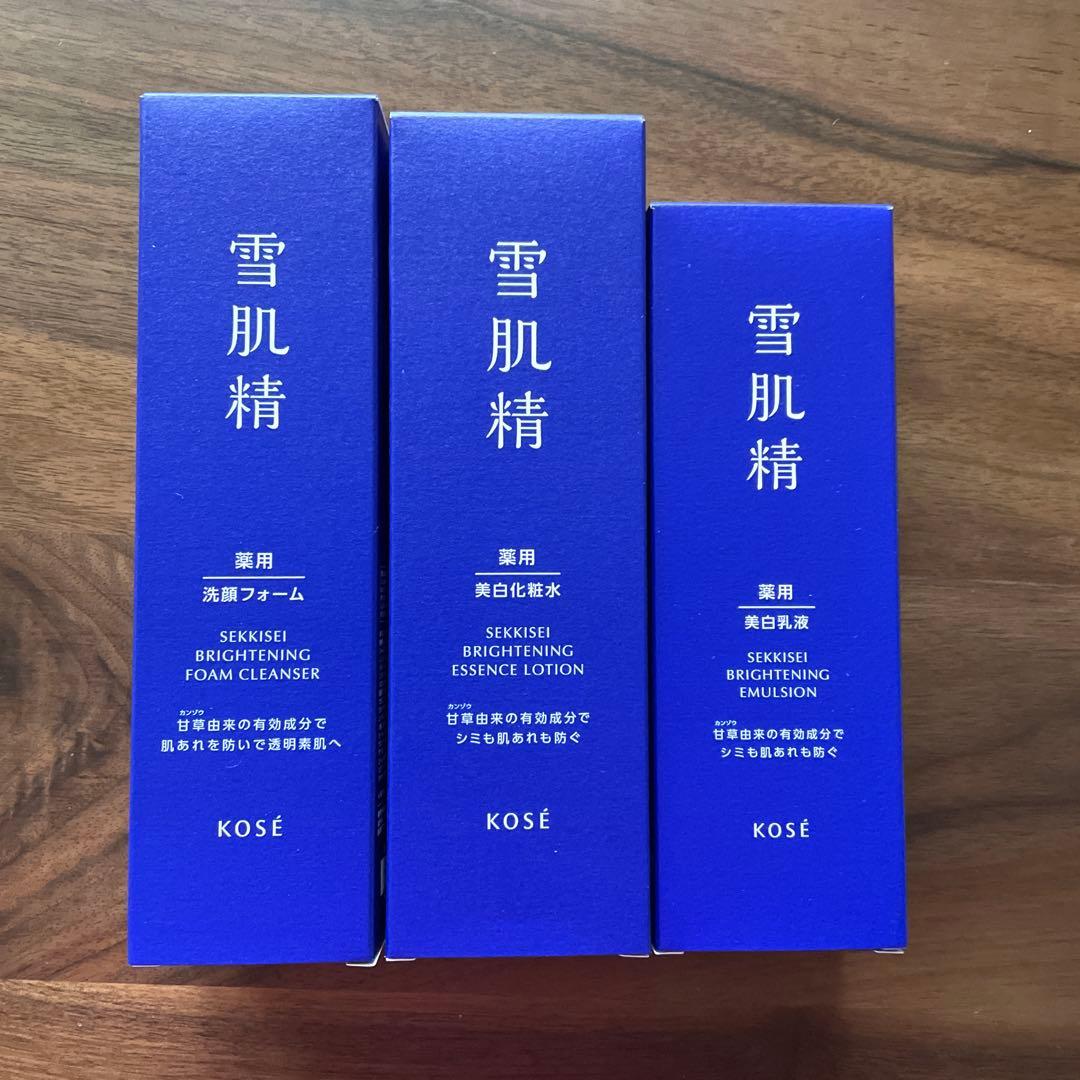 雪肌精
薬用
洗顔フォーム
SEKKISEI
BRIGHTENING
FOAM CLEANSER
カンゾウ
甘草由来の有効成分で
肌あれを防いで透明素肌へ
KOSÉ
雪肌精
薬用
美白化粧水
SEKKISEI
BRIGHTENING
ESSENCE LOTION
カンゾウ
甘草由来の有効成分で
シミも肌あれも防ぐ
KOSÉ
雪肌精
薬用
美白乳液
SEKKISEI
BRIGHTENING
EMULSION
カンゾウ
甘草由来の有効成分で
シミも肌あれも防ぐ
KOSÉ